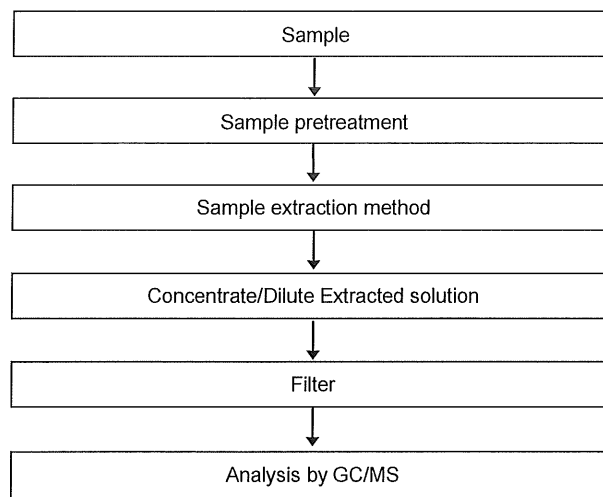 Sample
Sample pretreatment
Sample extraction method
Concentrate/Dilute Extracted solution
Filter
Analysis by GC/MS